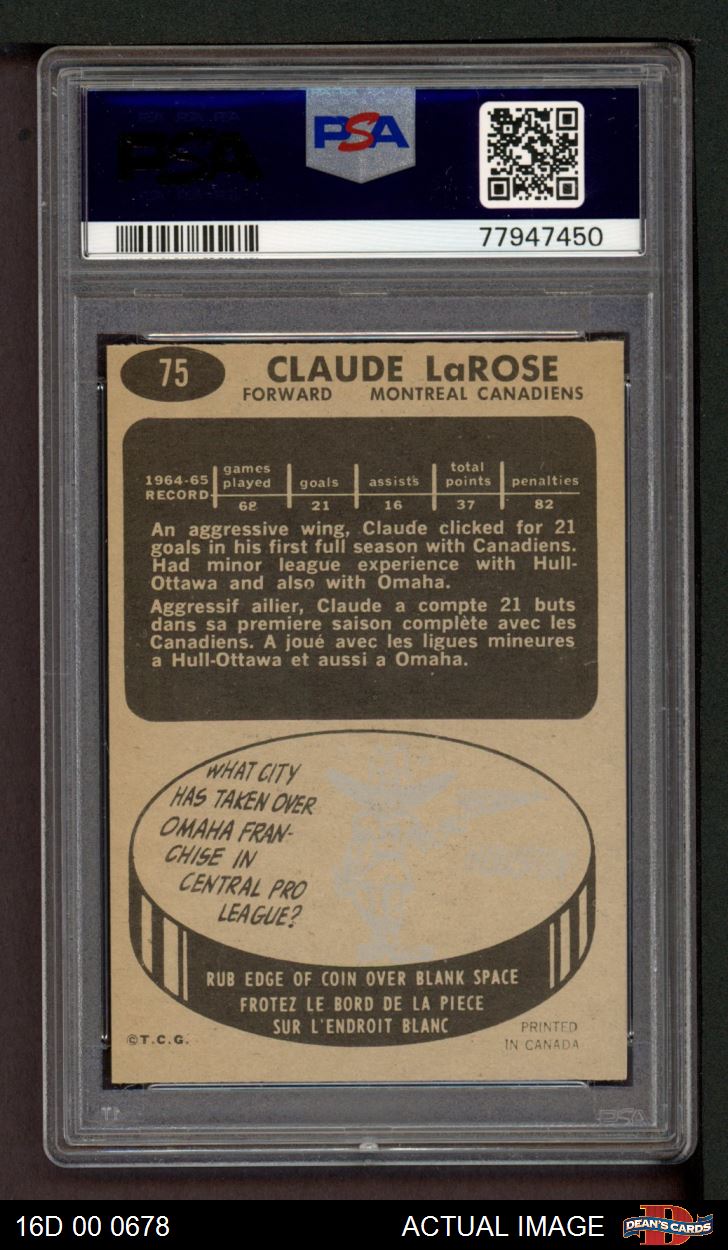 PSA
77947450
75 CLAUDE LaROSE
FORWARD MONTREAL CANADIENS
1964-65 RECORD games played goals assists total points penalties
68 21 16 37 82
An aggressive wing, Claude clicked for 21
goals in his first full season with Canadiens.
Had minor league experience with Hull-
Ottawa and also with Omaha.
Aggressif ailier, Claude a compte 21 buts
dans sa premiere saison complète avec les
Canadiens. A joué avec les ligues mineures
a Hull-Ottawa et aussi a Omaha.
WHAT CITY
HAS TAKEN OVER
OMAHA FRAN-
CHISE IN
CENTRAL PRO
LEAGUE?
RUB EDGE OF COIN OVER BLANK SPACE
FROTEZ LE BORD DE LA PIECE
SUR L'ENDROIT BLANC
©T.C.G.
PRINTED
IN CANADA
PSA
16D 00 0678 ACTUAL IMAGE DEAN'S CARDS